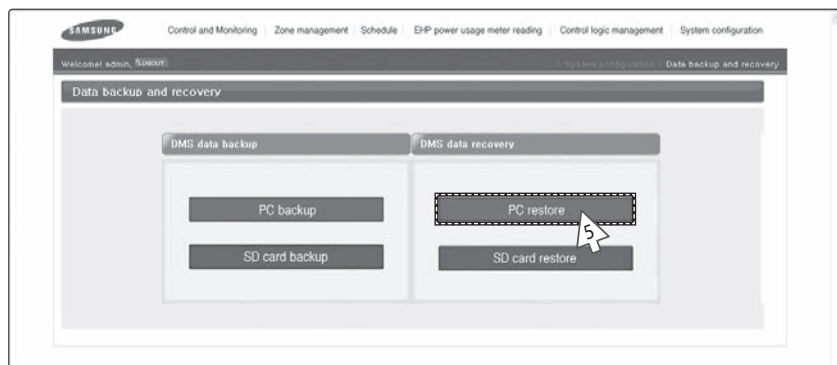 SAMSUNG Control and Monitoring Zone management Schedule EHP power usage meter reading Control logic management System configuration
Welcome! admin, LOGOUT > System configuration > Data backup and recovery
Data backup and recovery
DMS data backup DMS data recovery
PC backup PC restore
5
SD card backup SD card restore